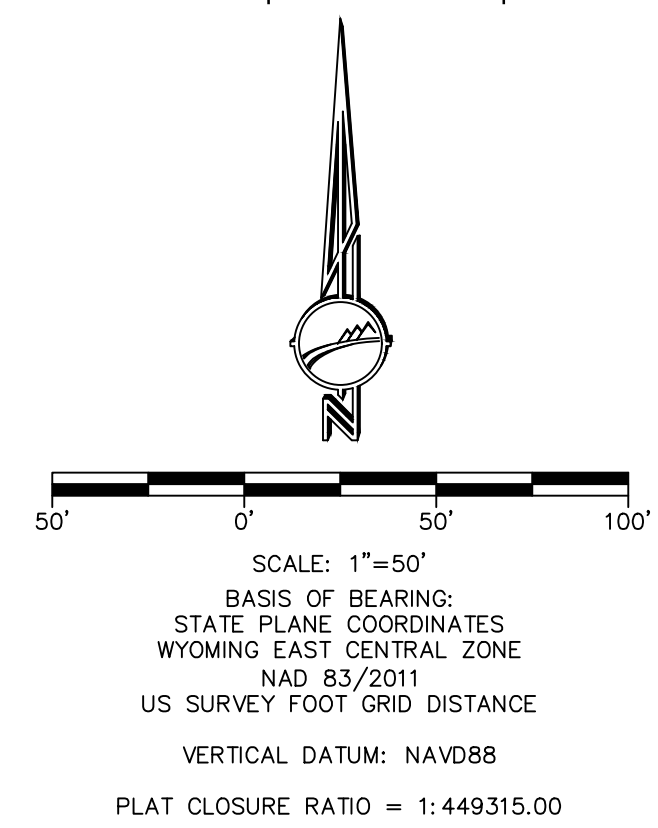 N
50' 0' 50' 100'
SCALE: 1"=50'
BASIS OF BEARING:
STATE PLANE COORDINATES
WYOMING EAST CENTRAL ZONE
NAD 83/2011
US SURVEY FOOT GRID DISTANCE
VERTICAL DATUM: NAVD88
PLAT CLOSURE RATIO = 1:449315.00